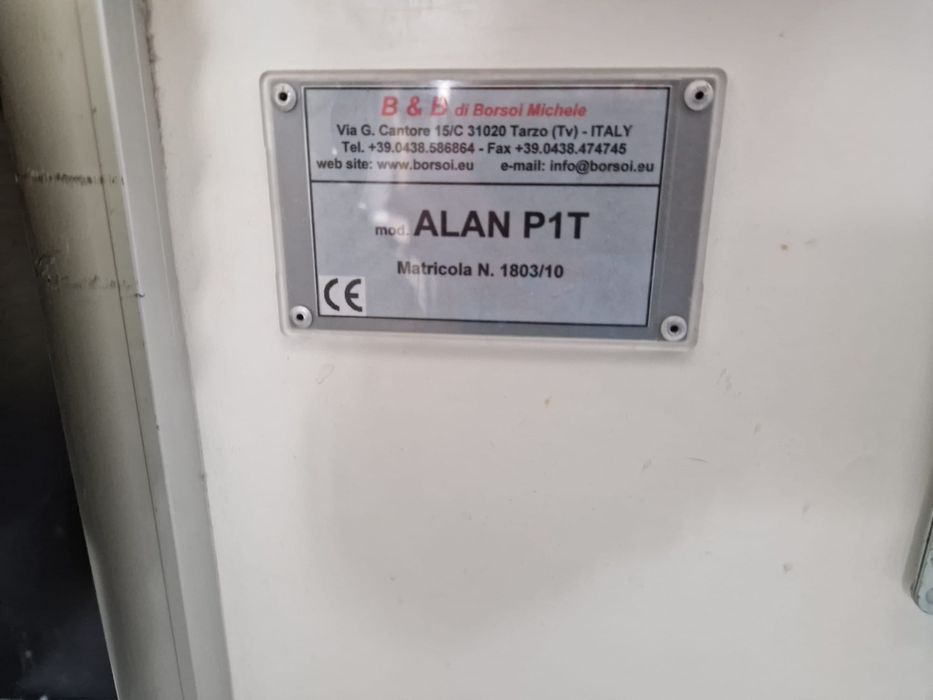 B & B di Borsoi Michele
Via G. Cantore 15/C 31020 Tarzo (Tv) - ITALY
Tel. +39.0438.586864 - Fax +39.0438.474745
web site: www.borsoi.eu e-mail: info@borsoi.eu
mod. ALAN P1T
Matricola N. 1803/10
CE